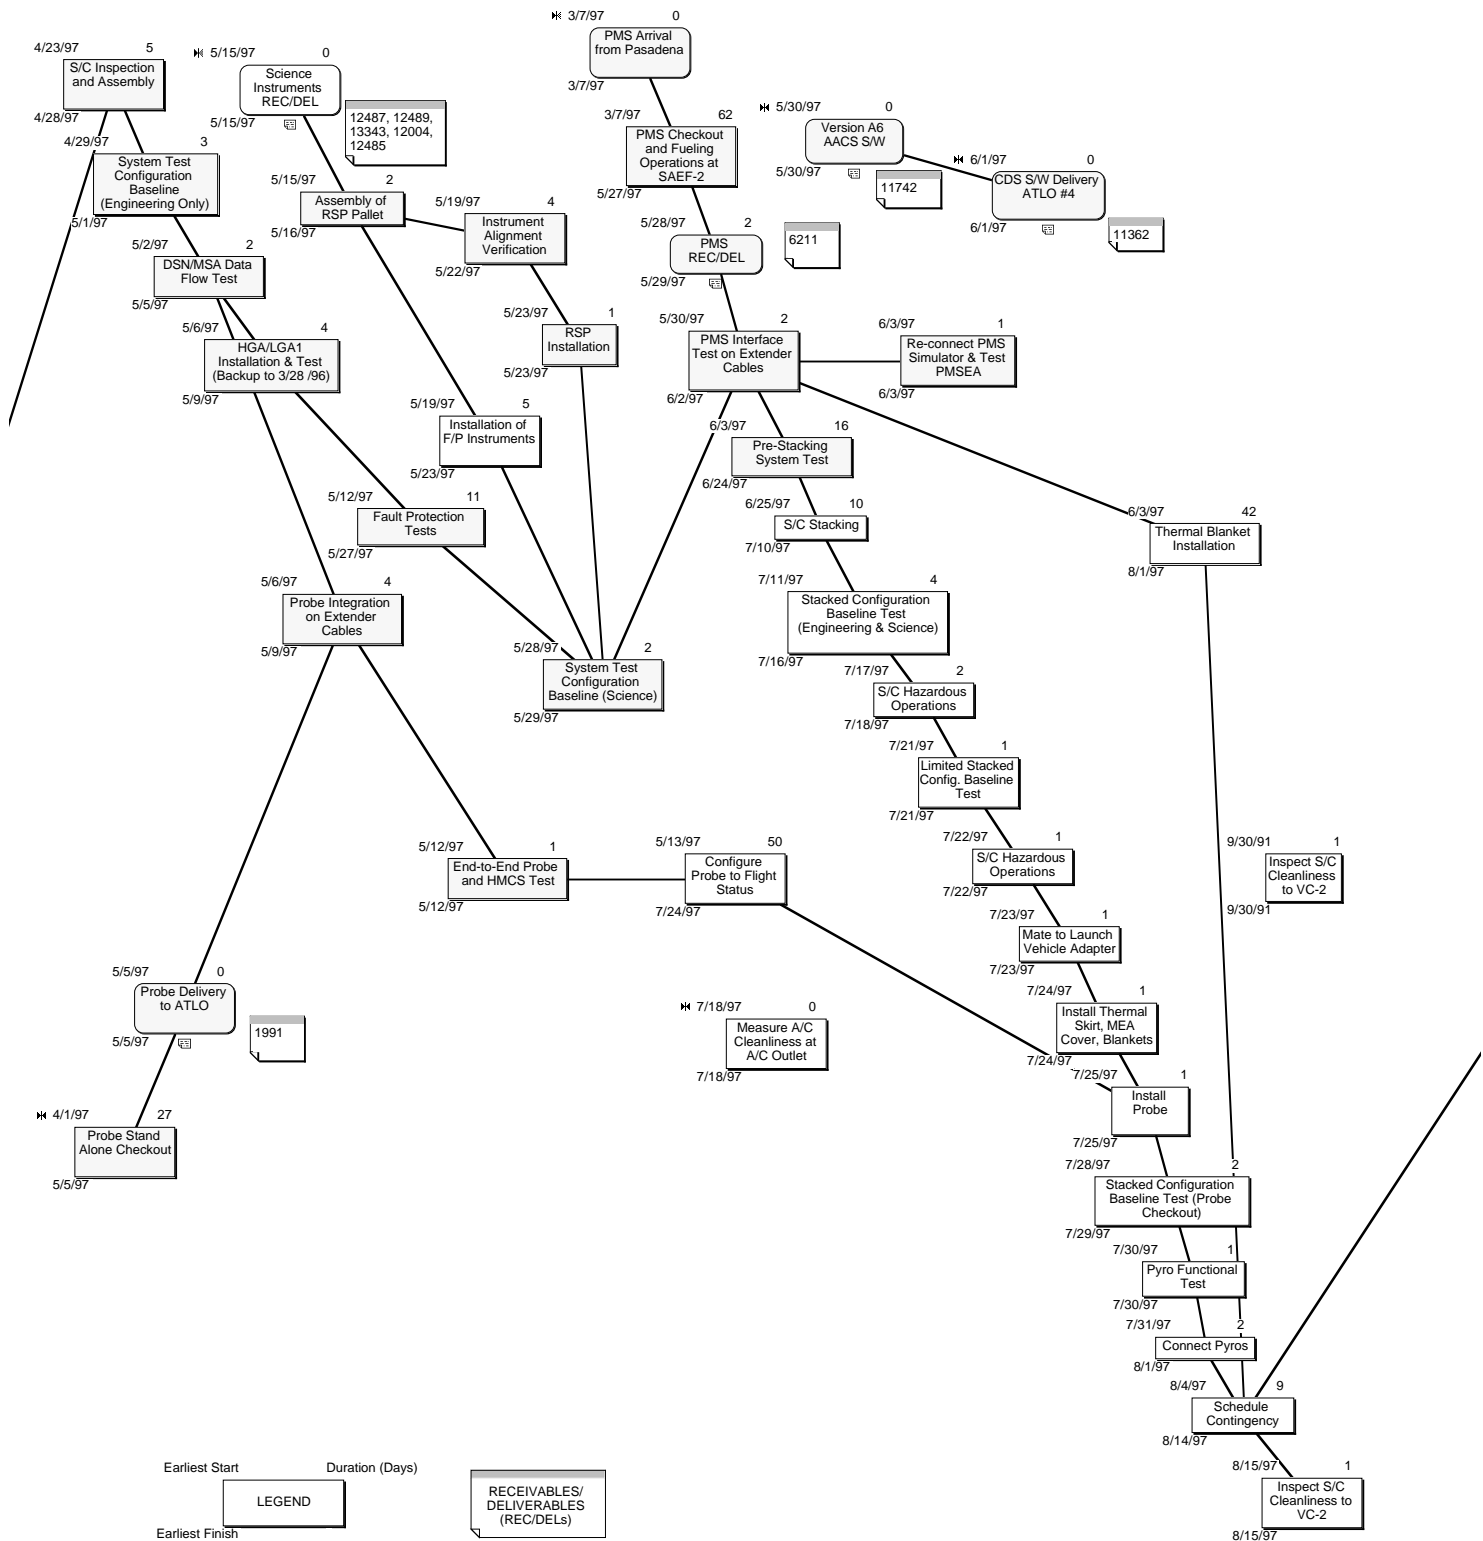 3/7/97 0
PMS Arrival
from Pasadena
3/7/97
4/23/97 5
S/C Inspection
and Assembly
4/28/97
5/15/97 0
Science
Instruments
REC/DEL
5/15/97
12487, 12489,
13343, 12004,
12485
3/7/97 62
PMS Checkout
and Fueling
Operations at
SAEF-2
5/27/97
5/30/97 0
Version A6
AACS S/W
5/30/97
11742
6/1/97 0
CDS S/W Delivery
ATLO #4
6/1/97
11362
4/29/97 3
System Test
Configuration
Baseline
(Engineering Only)
5/1/97
5/15/97 2
Assembly of
RSP Pallet
5/16/97
5/19/97 4
Instrument
Alignment
Verification
5/22/97
5/28/97 2
PMS
REC/DEL
5/29/97
6211
5/2/97 2
DSN/MSA Data
Flow Test
5/5/97
5/6/97 4
HGA/LGA1
Installation & Test
(Backup to 3/28 /96)
5/9/97
5/23/97 1
RSP
Installation
5/23/97
5/30/97 2
PMS Interface
Test on Extender
Cables
6/2/97
6/3/97 1
Re-connect PMS
Simulator & Test
PMSEA
6/3/97
5/19/97 5
Installation of
F/P Instruments
5/23/97
6/3/97 16
Pre-Stacking
System Test
6/24/97
5/12/97 11
Fault Protection
Tests
5/27/97
6/25/97 10
S/C Stacking
7/10/97
6/3/97 42
Thermal Blanket
Installation
8/1/97
5/6/97 4
Probe Integration
on Extender
Cables
5/9/97
7/11/97 4
Stacked Configuration
Baseline Test
(Engineering & Science)
7/16/97
5/28/97 2
System Test
Configuration
Baseline (Science)
5/29/97
7/17/97 2
S/C Hazardous
Operations
7/18/97
7/21/97 1
Limited Stacked
Config. Baseline
Test
7/21/97
5/12/97 1
End-to-End Probe
and HMCS Test
5/12/97
5/13/97 50
Configure
Probe to Flight
Status
7/24/97
7/22/97 1
S/C Hazardous
Operations
7/22/97
9/30/91 1
Inspect S/C
Cleanliness
to VC-2
9/30/91
7/23/97 1
Mate to Launch
Vehicle Adapter
7/23/97
5/5/97 0
Probe Delivery
to ATLO
5/5/97
1991
7/18/97 0
Measure A/C
Cleanliness at
A/C Outlet
7/18/97
7/24/97 1
Install Thermal
Skirt, MEA
Cover, Blankets
7/24/97
7/25/97 1
Install
Probe
7/25/97
4/1/97 27
Probe Stand
Alone Checkout
5/5/97
7/28/97 2
Stacked Configuration
Baseline Test (Probe
Checkout)
7/29/97
7/30/97 1
Pyro Functional
Test
7/30/97
7/31/97 2
Connect Pyros
8/1/97
8/4/97 9
Schedule
Contingency
8/14/97
8/15/97 1
Inspect S/C
Cleanliness to
VC-2
8/15/97
Earliest Start Duration (Days)
LEGEND
Earliest Finish
RECEIVABLES/
DELIVERABLES
(REC/DELs)